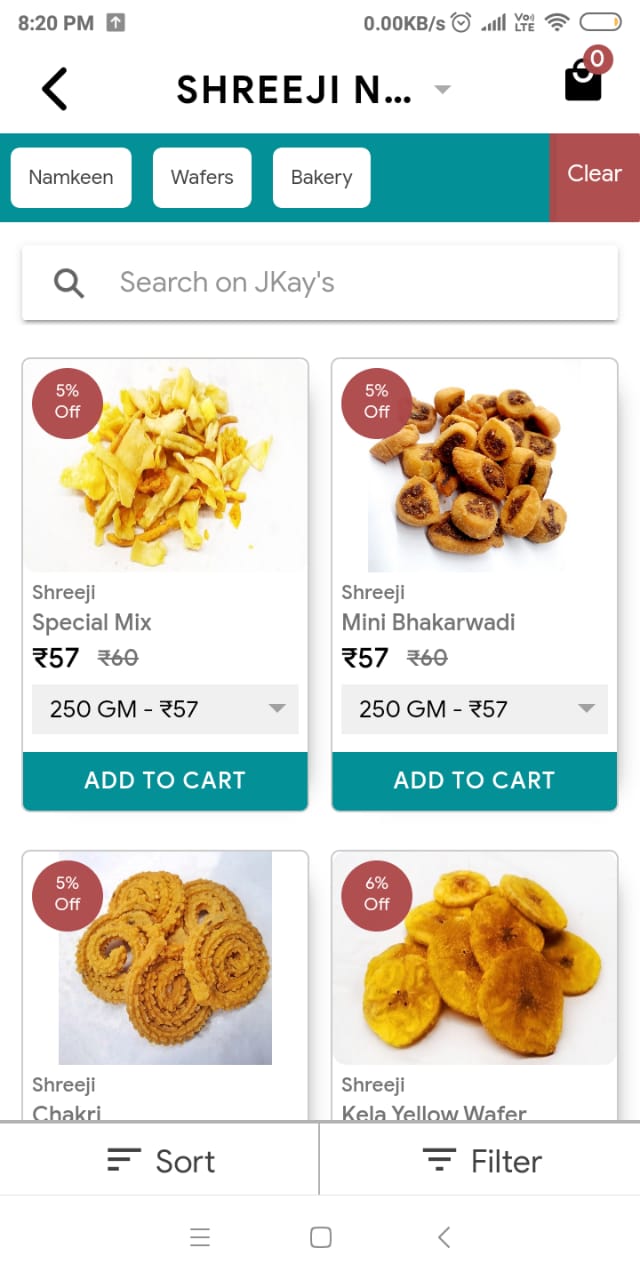 8:20 PM
0.00KB/s Vo) LTE
SHREEJI N...
0
Namkeen
Wafers
Bakery
Clear
Search on JKay's
5%
Off
Shreeji
Special Mix
₹57 ₹60
250 GM - ₹57
ADD TO CART
5%
Off
Shreeji
Mini Bhakarwadi
₹57 ₹60
250 GM - ₹57
ADD TO CART
5%
Off
Shreeji
Chakri
6%
Off
Shreeji
Kela Yellow Wafer
Sort
Filter